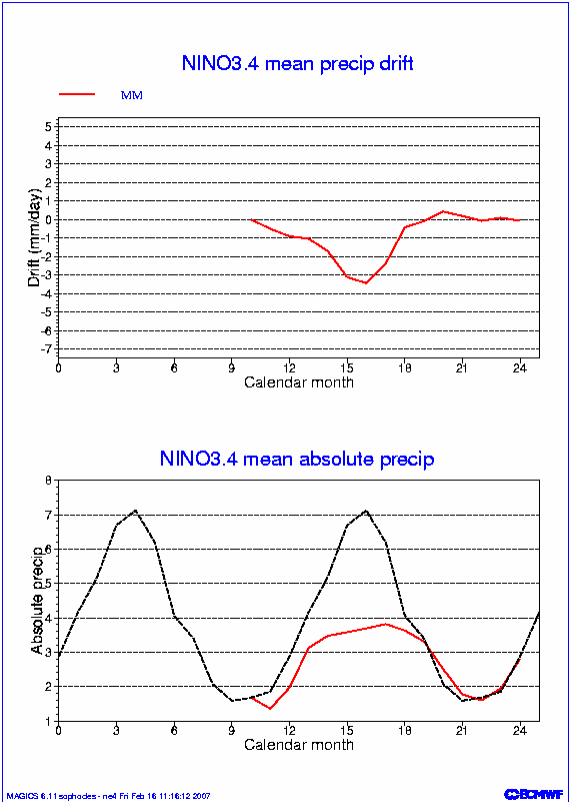 NINO3.4 mean precip drift
MM
5
4
3
2
1
0
-1
-2
-3
-4
-5
-6
-7
Drift (mm/day)
0 3 6 9 12 15 18 21 24
Calendar month
NINO3.4 mean absolute precip
8
7
6
5
4
3
2
1
Absolute precip
0 3 6 9 12 15 18 21 24
Calendar month
MAGICS 6.11 sophodes - ne4 Fri Feb 16 11:16:12 2007
ECMWF